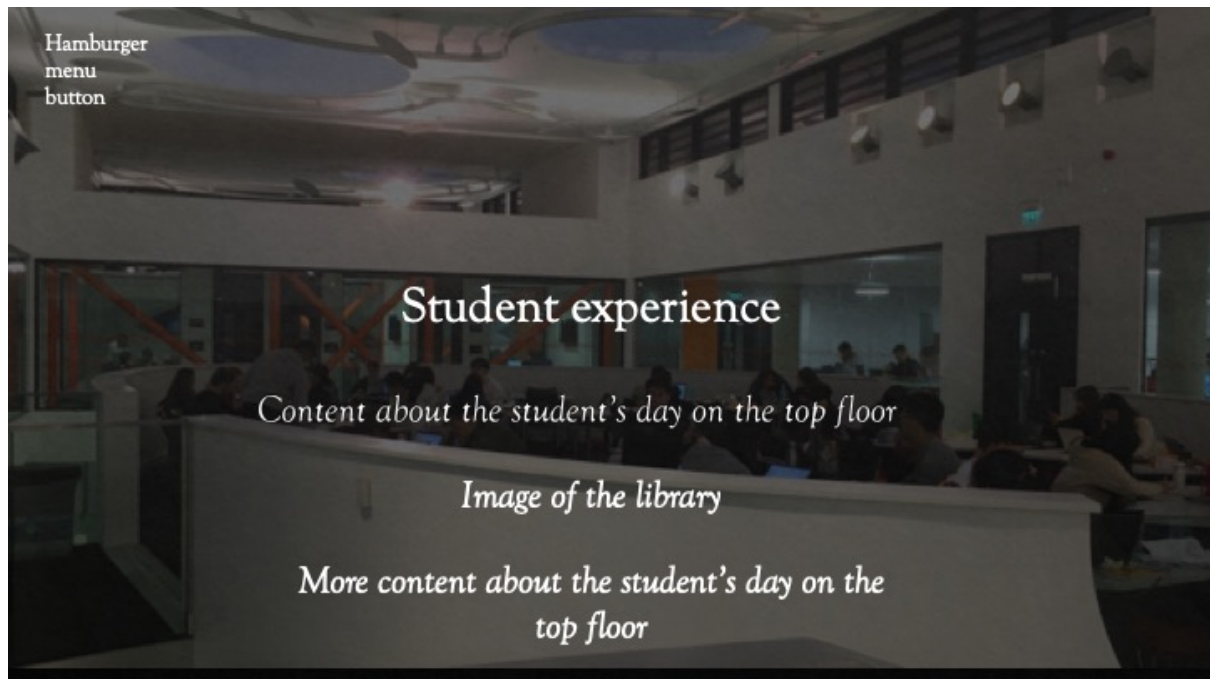 Hamburger
menu
button
Student experience
Content about the student's day on the top floor
Image of the library
More content about the student's day on the
top floor